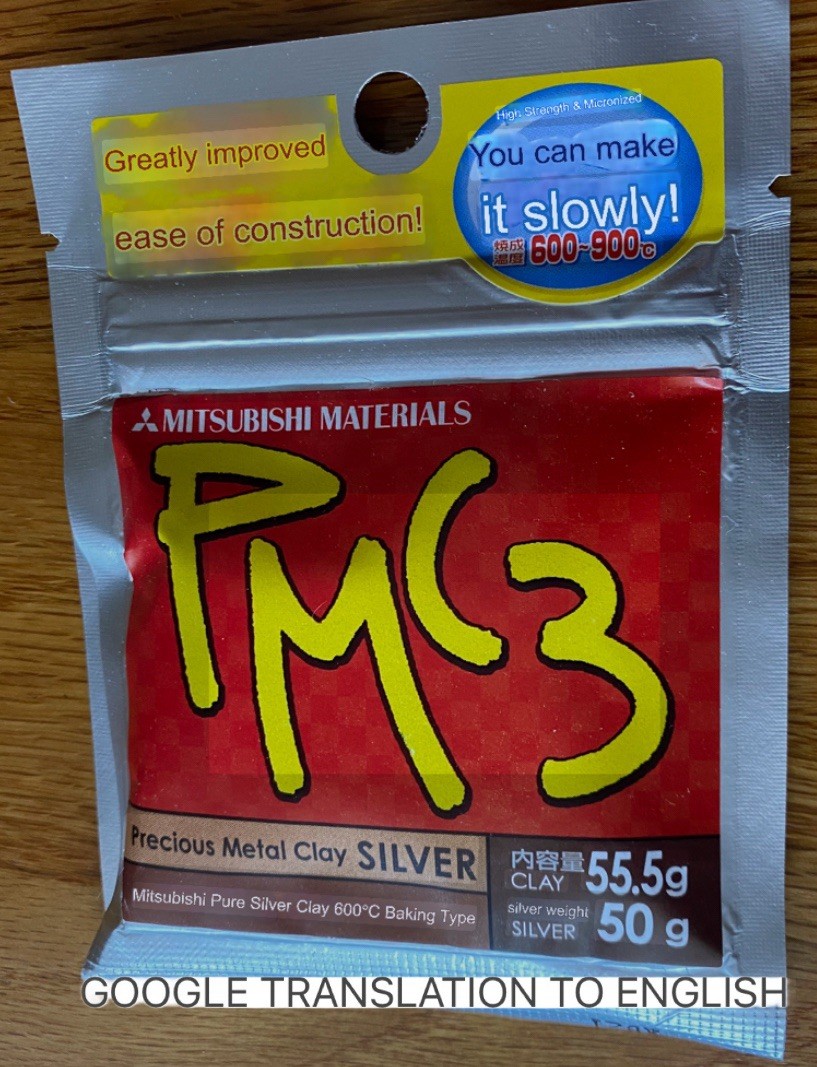 Greatly improved
ease of construction!
High Strength & Micronized
You can make
it slowly!
焼成温度 600~900℃
MITSUBISHI MATERIALS
PMC3
Precious Metal Clay SILVER
Mitsubishi Pure Silver Clay 600°C Baking Type
内容量
CLAY 55.5g
silver weight
SILVER 50 g
GOOGLE TRANSLATION TO ENGLISH